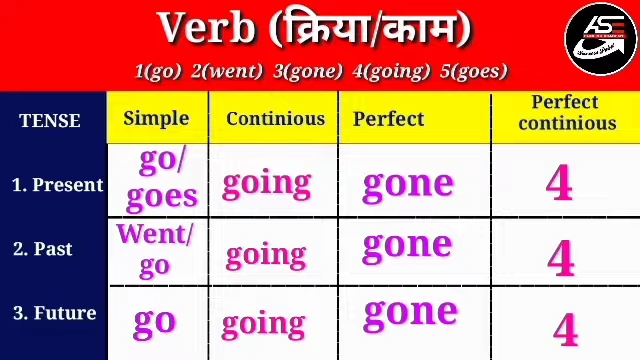 Verb (क्रिया/काम)
1(go) 2(went) 3(gone) 4(going) 5(goes)
ASE
TENSE
Simple
Continious
Perfect
Perfect
continious
1. Present
go/
goes
going
gone
4
2. Past
Went/
go
going
gone
4
3. Future
go
going
gone
4